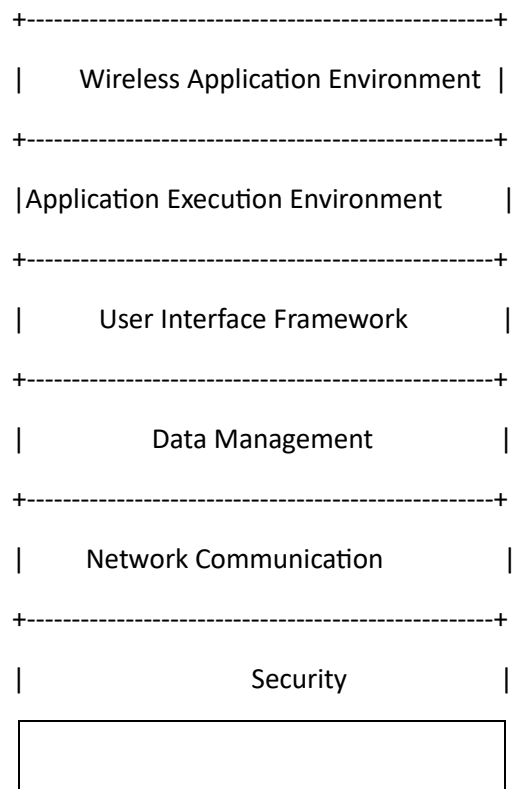 +----------------------------------------------------+
| Wireless Application Environment |
+----------------------------------------------------+
|Application Execution Environment |
+----------------------------------------------------+
| User Interface Framework |
+----------------------------------------------------+
| Data Management |
+----------------------------------------------------+
| Network Communication |
+----------------------------------------------------+
| Security |